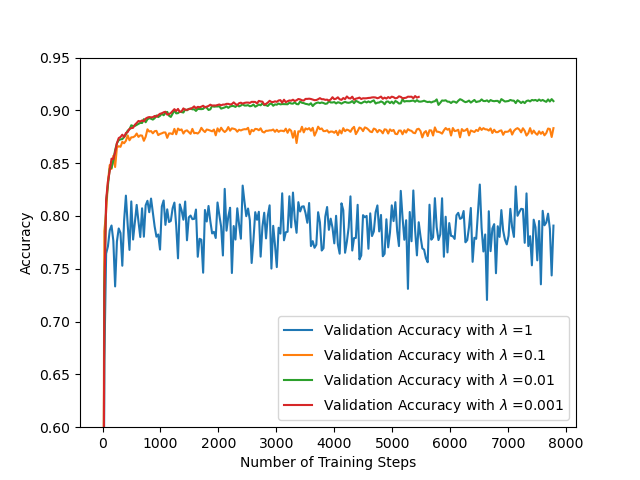 0.95
0.90
0.85
0.80
0.75
0.70
0.65
0.60
Accuracy
Validation Accuracy with λ =1
Validation Accuracy with λ =0.1
Validation Accuracy with λ =0.01
Validation Accuracy with λ =0.001
0 1000 2000 3000 4000 5000 6000 7000 8000
Number of Training Steps